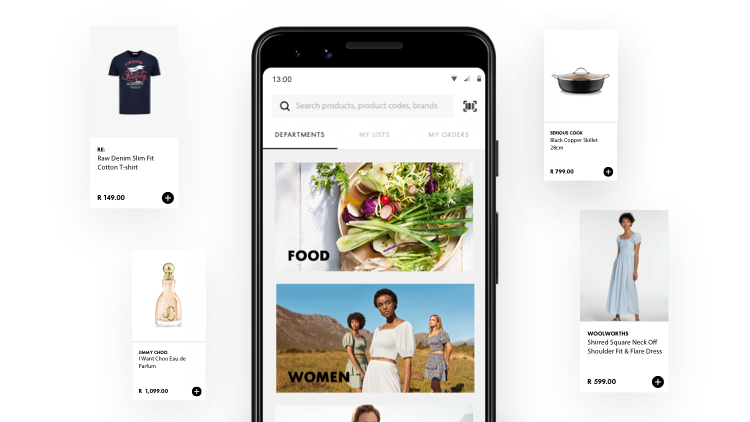 RE:
Raw Denim Slim Fit
Cotton T-shirt
R 149.00
JIMMY CHOO
I Want Choo Eau de
Parfum
R 1,099.00
13:00
Search products, product codes, brands
DEPARTMENTS
MY LISTS
MY ORDERS
FOOD
WOMEN
SERIOUS COOK
Black Copper Skillet
28cm
R 799.00
WOOLWORTHS
Shirred Square Neck Off
Shoulder Fit & Flare Dress
R 599.00